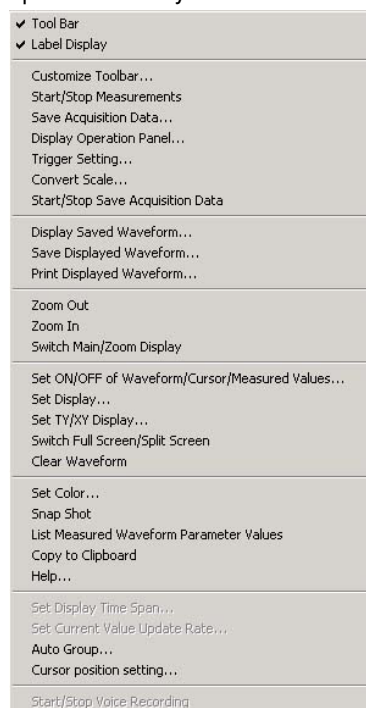 Tool Bar
Label Display
Customize Toolbar...
Start/Stop Measurements
Save Acquisition Data...
Display Operation Panel...
Trigger Setting...
Convert Scale...
Start/Stop Save Acquisition Data
Display Saved Waveform...
Save Displayed Waveform...
Print Displayed Waveform...
Zoom Out
Zoom In
Switch Main/Zoom Display
Set ON/OFF of Waveform/Cursor/Measured Values...
Set Display...
Set TY/XY Display...
Switch Full Screen/Split Screen
Clear Waveform
Set Color...
Snap Shot
List Measured Waveform Parameter Values
Copy to Clipboard
Help...
Set Display Time Span...
Set Current Value Update Rate...
Auto Group...
Cursor position setting...
Start/Stop Voice Recording